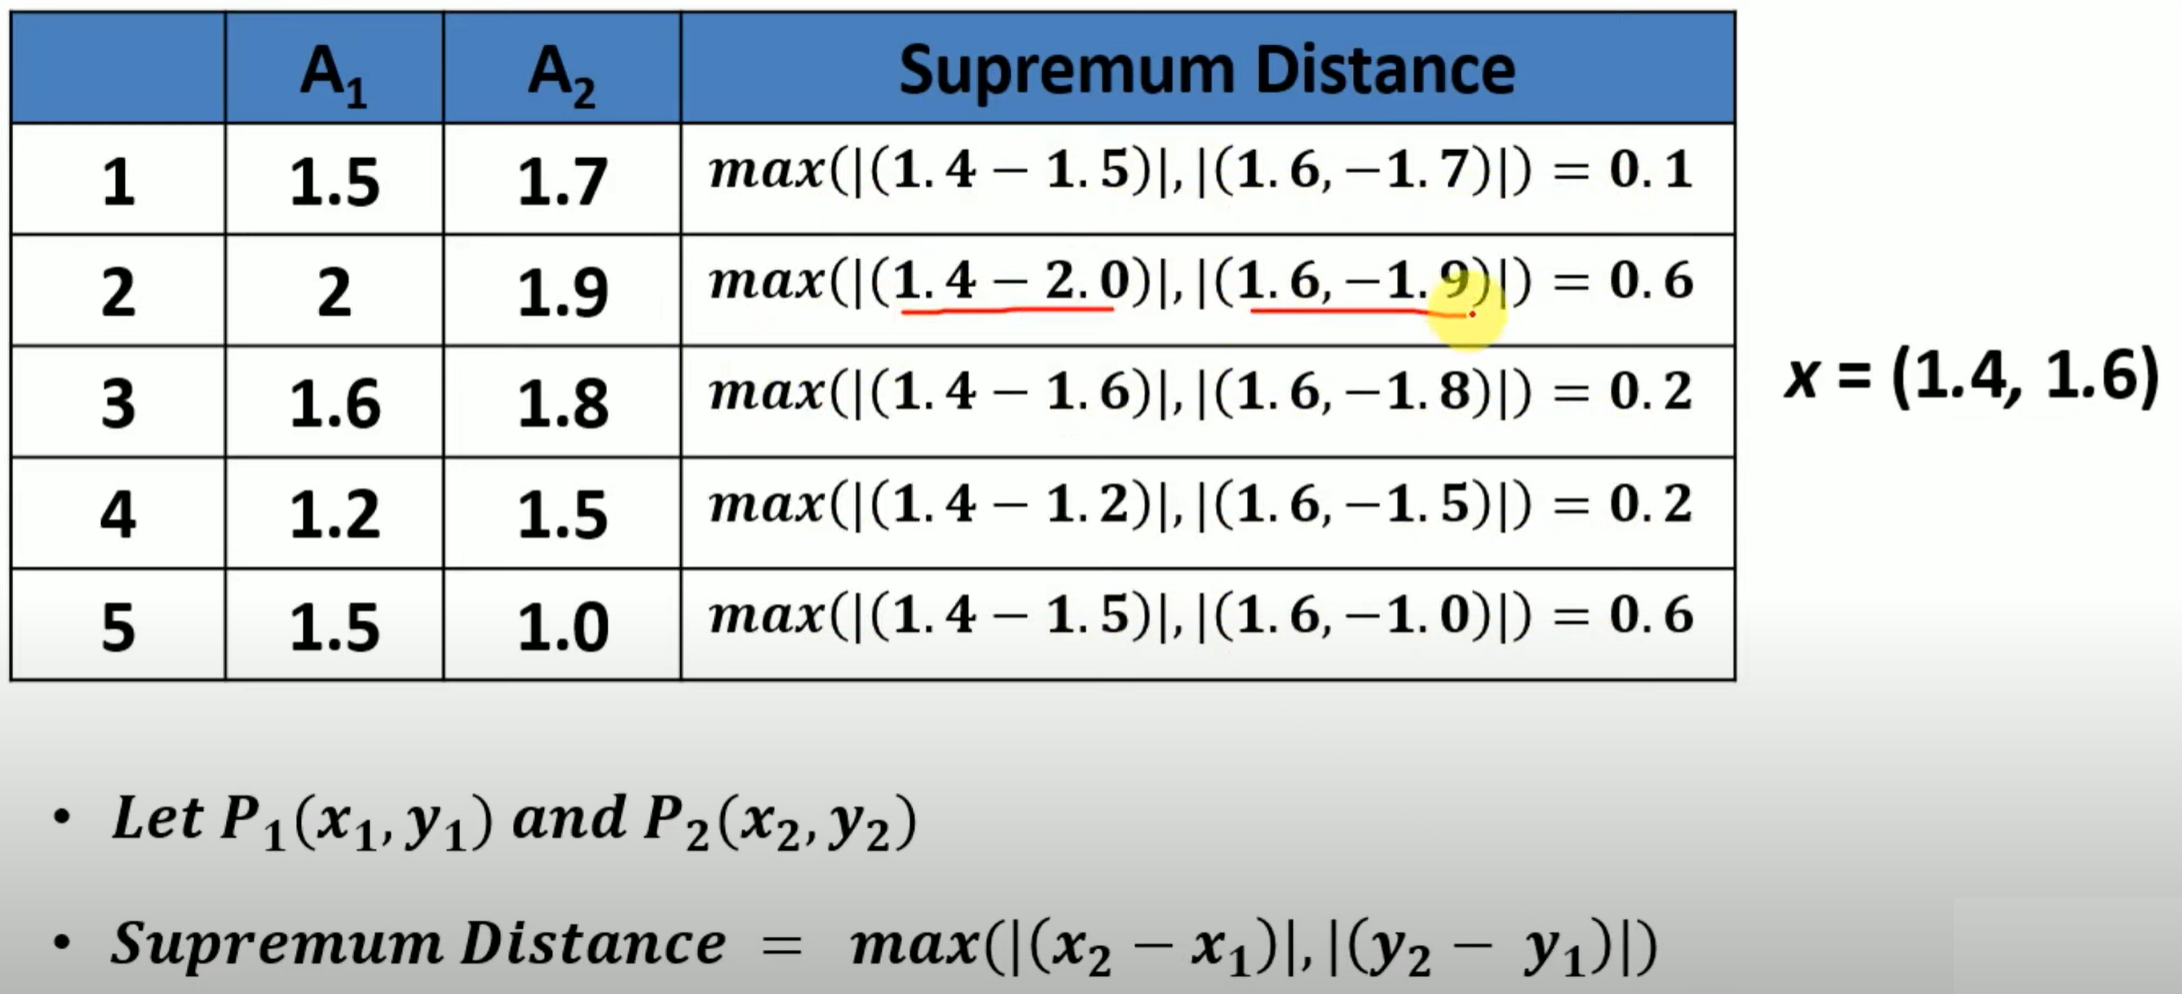 A₁ A₂ Supremum Distance
1 1.5 1.7 max(|(1.4 − 1.5)|, |(1.6, −1.7)|) = 0.1
2 2 1.9 max(|(1.4 − 2.0)|, |(1.6, −1.9)|) = 0.6
3 1.6 1.8 max(|(1.4 − 1.6)|, |(1.6, −1.8)|) = 0.2
x = (1.4, 1.6)
4 1.2 1.5 max(|(1.4 − 1.2)|, |(1.6, −1.5)|) = 0.2
5 1.5 1.0 max(|(1.4 − 1.5)|, |(1.6, −1.0)|) = 0.6
• Let P₁(x₁, y₁) and P₂(x₂, y₂)
• Supremum Distance = max(|(x₂ − x₁)|, |(y₂ − y₁)|)